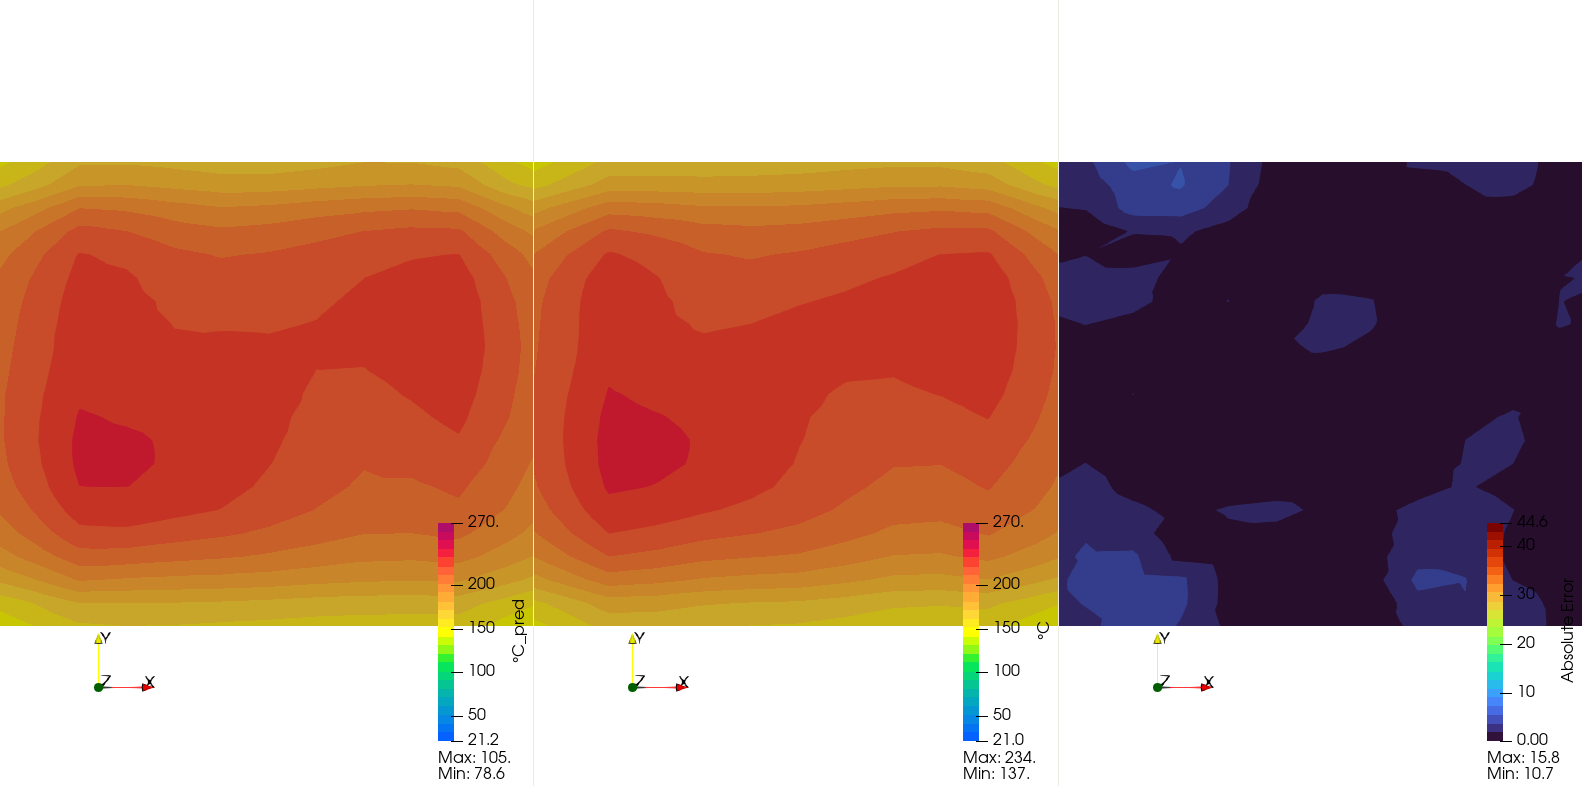 270.
200
150
100
50
21.2
°C_pred
Max: 105.
Min: 78.6
Y
Z
X
270.
200
150
100
50
21.0
°C
Max: 234.
Min: 137.
Y
Z
X
44.6
40
30
20
10
0.00
Absolute Error
Max: 15.8
Min: 10.7
Y
Z
X